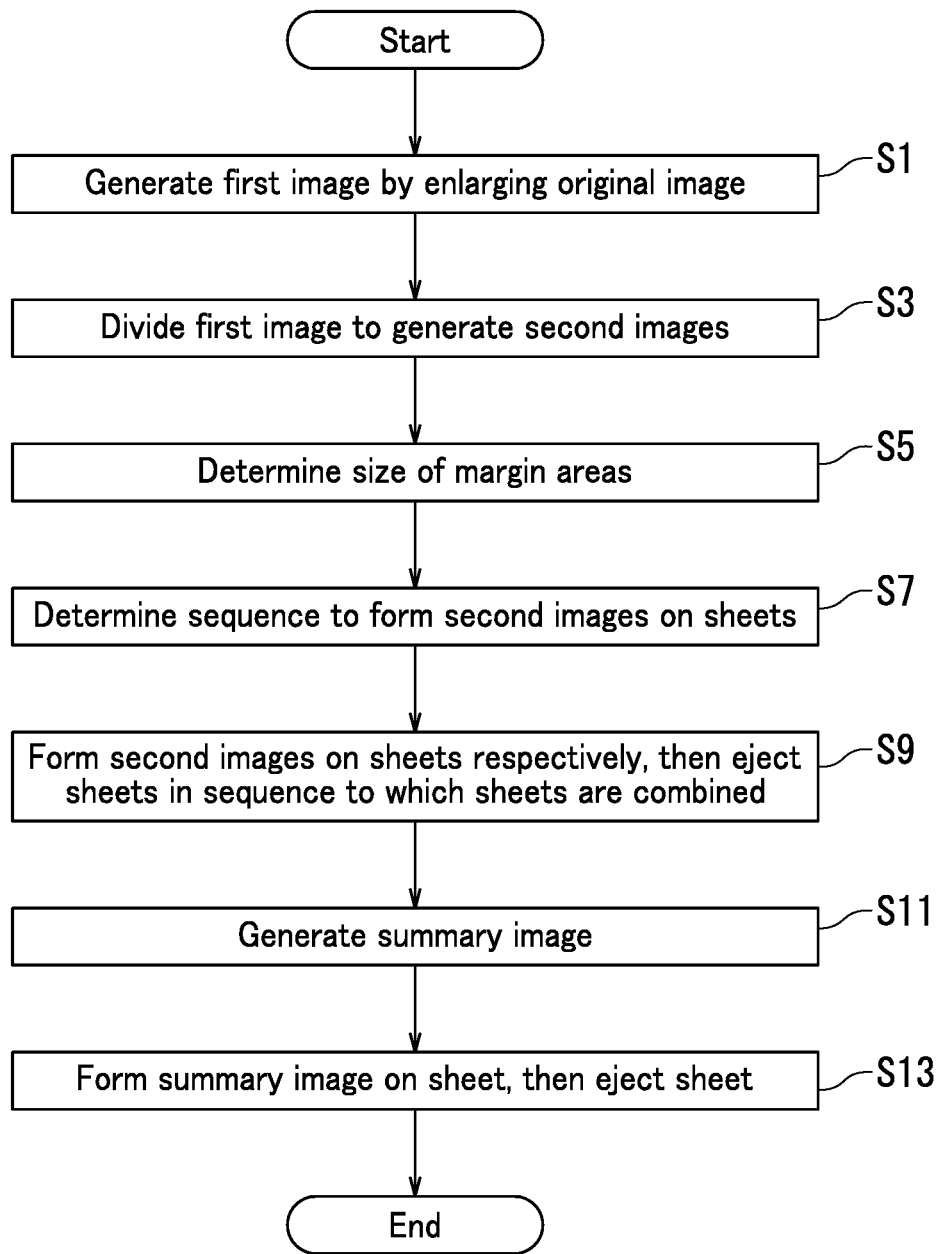 Start
S1
Generate first image by enlarging original image
S3
Divide first image to generate second images
S5
Determine size of margin areas
S7
Determine sequence to form second images on sheets
S9
Form second images on sheets respectively, then eject
sheets in sequence to which sheets are combined
S11
Generate summary image
S13
Form summary image on sheet, then eject sheet
End